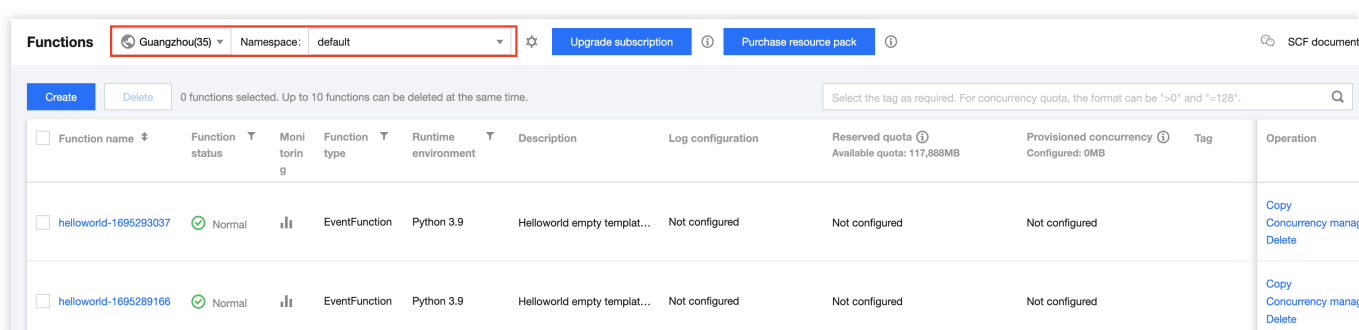 Functions Guangzhou(35) Namespace: default Upgrade subscription Purchase resource pack SCF document
Create Delete 0 functions selected. Up to 10 functions can be deleted at the same time. Select the tag as required. For concurrency quota, the format can be ">0" and "=128".
Function name Function status Monitoring Function type Runtime environment Description Log configuration Reserved quota Available quota: 117,888MB Provisioned concurrency Configured: 0MB Tag Operation
helloworld-1695293037 Normal EventFunction Python 3.9 Helloworld empty templat... Not configured Not configured Not configured Copy
Concurrency manag
Delete
helloworld-1695289166 Normal EventFunction Python 3.9 Helloworld empty templat... Not configured Not configured Not configured Copy
Concurrency manag
Delete